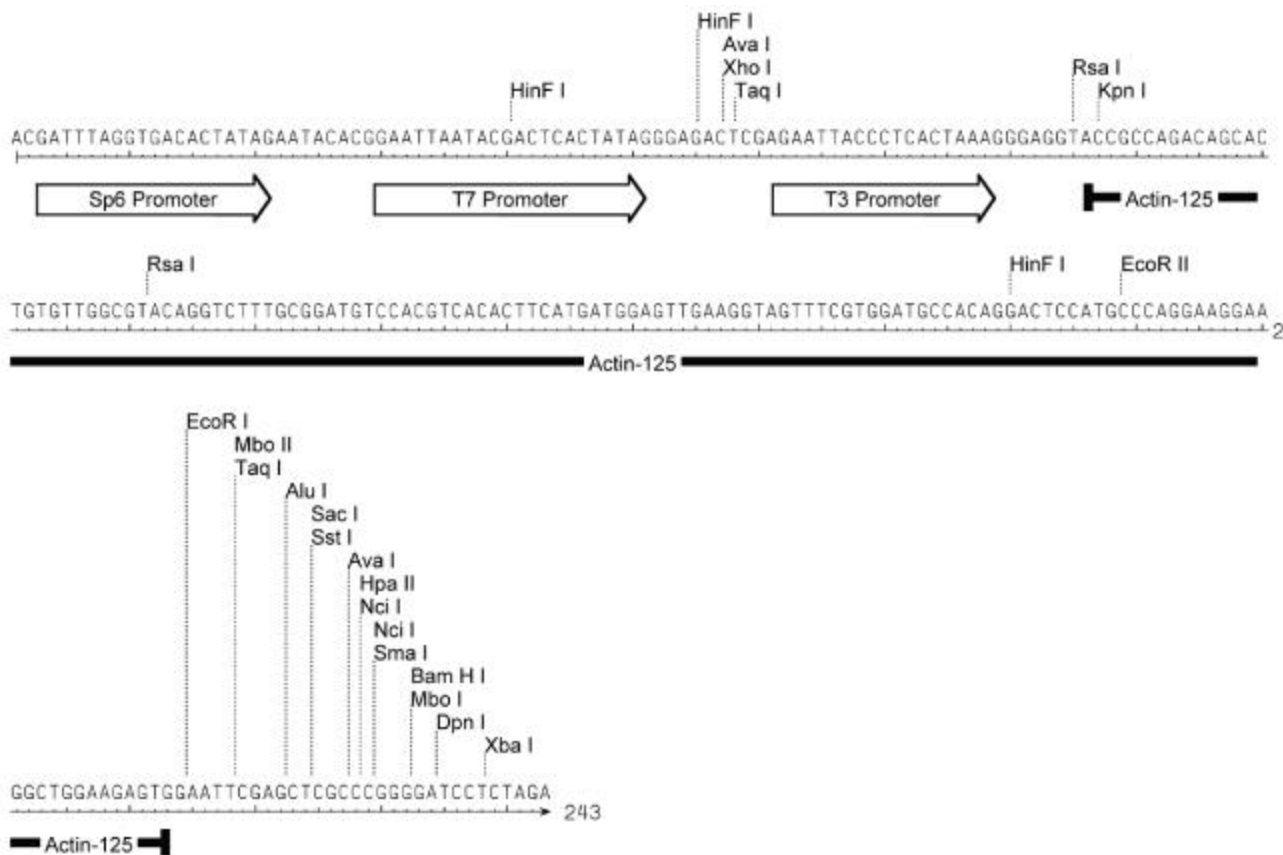 HinF I
Ava I
Xho I
HinF I
Taq I
Rsa I
Kpn I
ACGATTTAGGTGACACTATAGAATACACGGAATTAATACGACTCACTATAGGGAGACTCGAGAATTACCCTCACTAAAGGGAGGTACCGCCAGACAGCAC
Sp6 Promoter
T7 Promoter
T3 Promoter
Actin-125
Rsa I
HinF I
EcoR II
TGTGTTGGCGTACAGGTCTTTGCGGATGTCCACGTCACACTTCATGATGGAGTTGAAGGTAGTTTCGTGGATGCCACAGGACTCCATGCCCAGGAAGGAA
2
Actin-125
EcoR I
Mbo II
Taq I
Alu I
Sac I
Sst I
Ava I
Hpa II
Nci I
Nci I
Sma I
Bam H I
Mbo I
Dpn I
Xba I
GGCTGGAAGAGTGGAATTCGAGCTCGCCCGGGGATCCTCTAGA
243
Actin-125